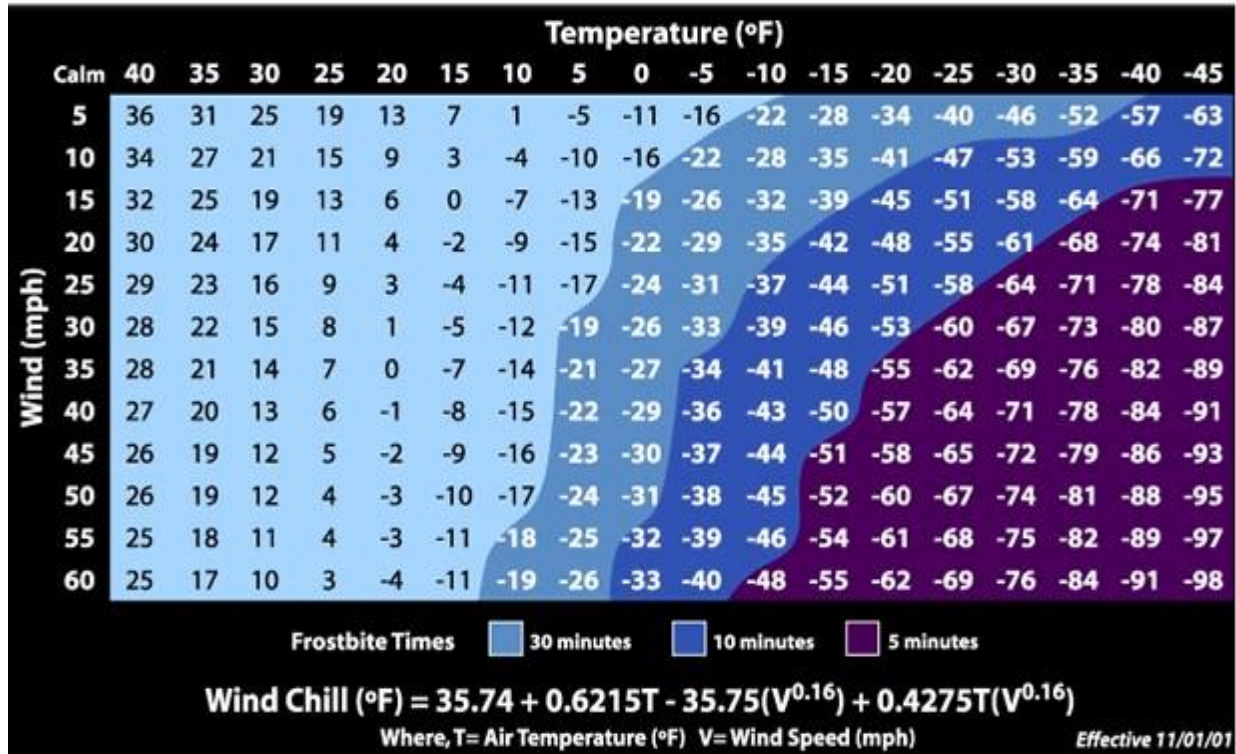 Temperature (ºF)
Calm 40 35 30 25 20 15 10 5 0 -5 -10 -15 -20 -25 -30 -35 -40 -45
5 36 31 25 19 13 7 1 -5 -11 -16 -22 -28 -34 -40 -46 -52 -57 -63
10 34 27 21 15 9 3 -4 -10 -16 -22 -28 -35 -41 -47 -53 -59 -66 -72
15 32 25 19 13 6 0 -7 -13 -19 -26 -32 -39 -45 -51 -58 -64 -71 -77
20 30 24 17 11 4 -2 -9 -15 -22 -29 -35 -42 -48 -55 -61 -68 -74 -81
25 29 23 16 9 3 -4 -11 -17 -24 -31 -37 -44 -51 -58 -64 -71 -78 -84
30 28 22 15 8 1 -5 -12 -19 -26 -33 -39 -46 -53 -60 -67 -73 -80 -87
35 28 21 14 7 0 -7 -14 -21 -27 -34 -41 -48 -55 -62 -69 -76 -82 -89
40 27 20 13 6 -1 -8 -15 -22 -29 -36 -43 -50 -57 -64 -71 -78 -84 -91
45 26 19 12 5 -2 -9 -16 -23 -30 -37 -44 -51 -58 -65 -72 -79 -86 -93
50 26 19 12 4 -3 -10 -17 -24 -31 -38 -45 -52 -60 -67 -74 -81 -88 -95
55 25 18 11 4 -3 -11 -18 -25 -32 -39 -46 -54 -61 -68 -75 -82 -89 -97
60 25 17 10 3 -4 -11 -19 -26 -33 -40 -48 -55 -62 -69 -76 -84 -91 -98
Wind (mph)
Frostbite Times 30 minutes 10 minutes 5 minutes
Wind Chill (ºF) = 35.74 + 0.6215T - 35.75(V^0.16) + 0.4275T(V^0.16)
Where, T= Air Temperature (ºF) V= Wind Speed (mph) Effective 11/01/01